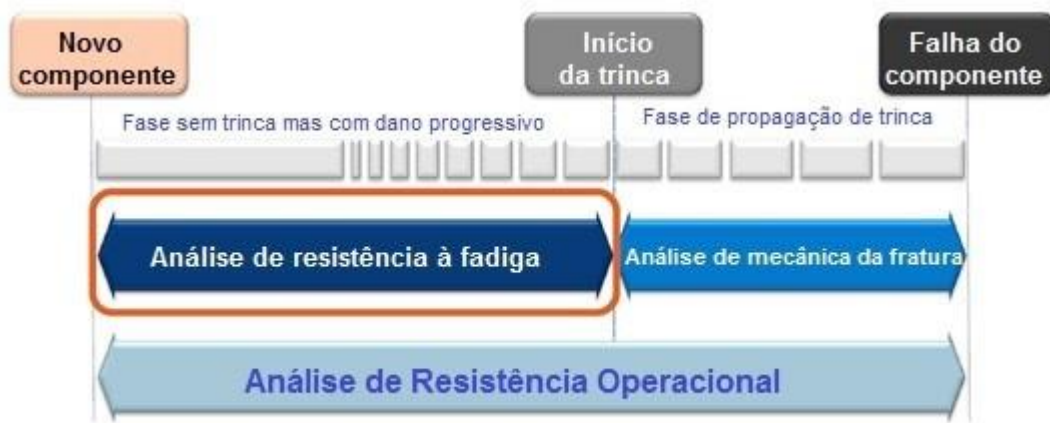 Novo
componente
Início
da trinca
Falha do
componente
Fase sem trinca mas com dano progressivo
Fase de propagação de trinca
Análise de resistência à fadiga
Análise de mecânica da fratura
Análise de Resistência Operacional